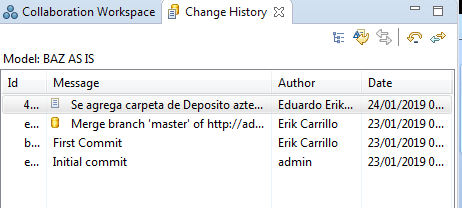 Collaboration Workspace Change History
Model: BAZ AS IS
Id Message Author Date
4... Se agrega carpeta de Deposito azte... Eduardo Erik... 24/01/2019 0...
e... Merge branch 'master' of http://ad... Erik Carrillo 23/01/2019 0...
b... First Commit Erik Carrillo 23/01/2019 0...
e... Initial commit admin 23/01/2019 0...